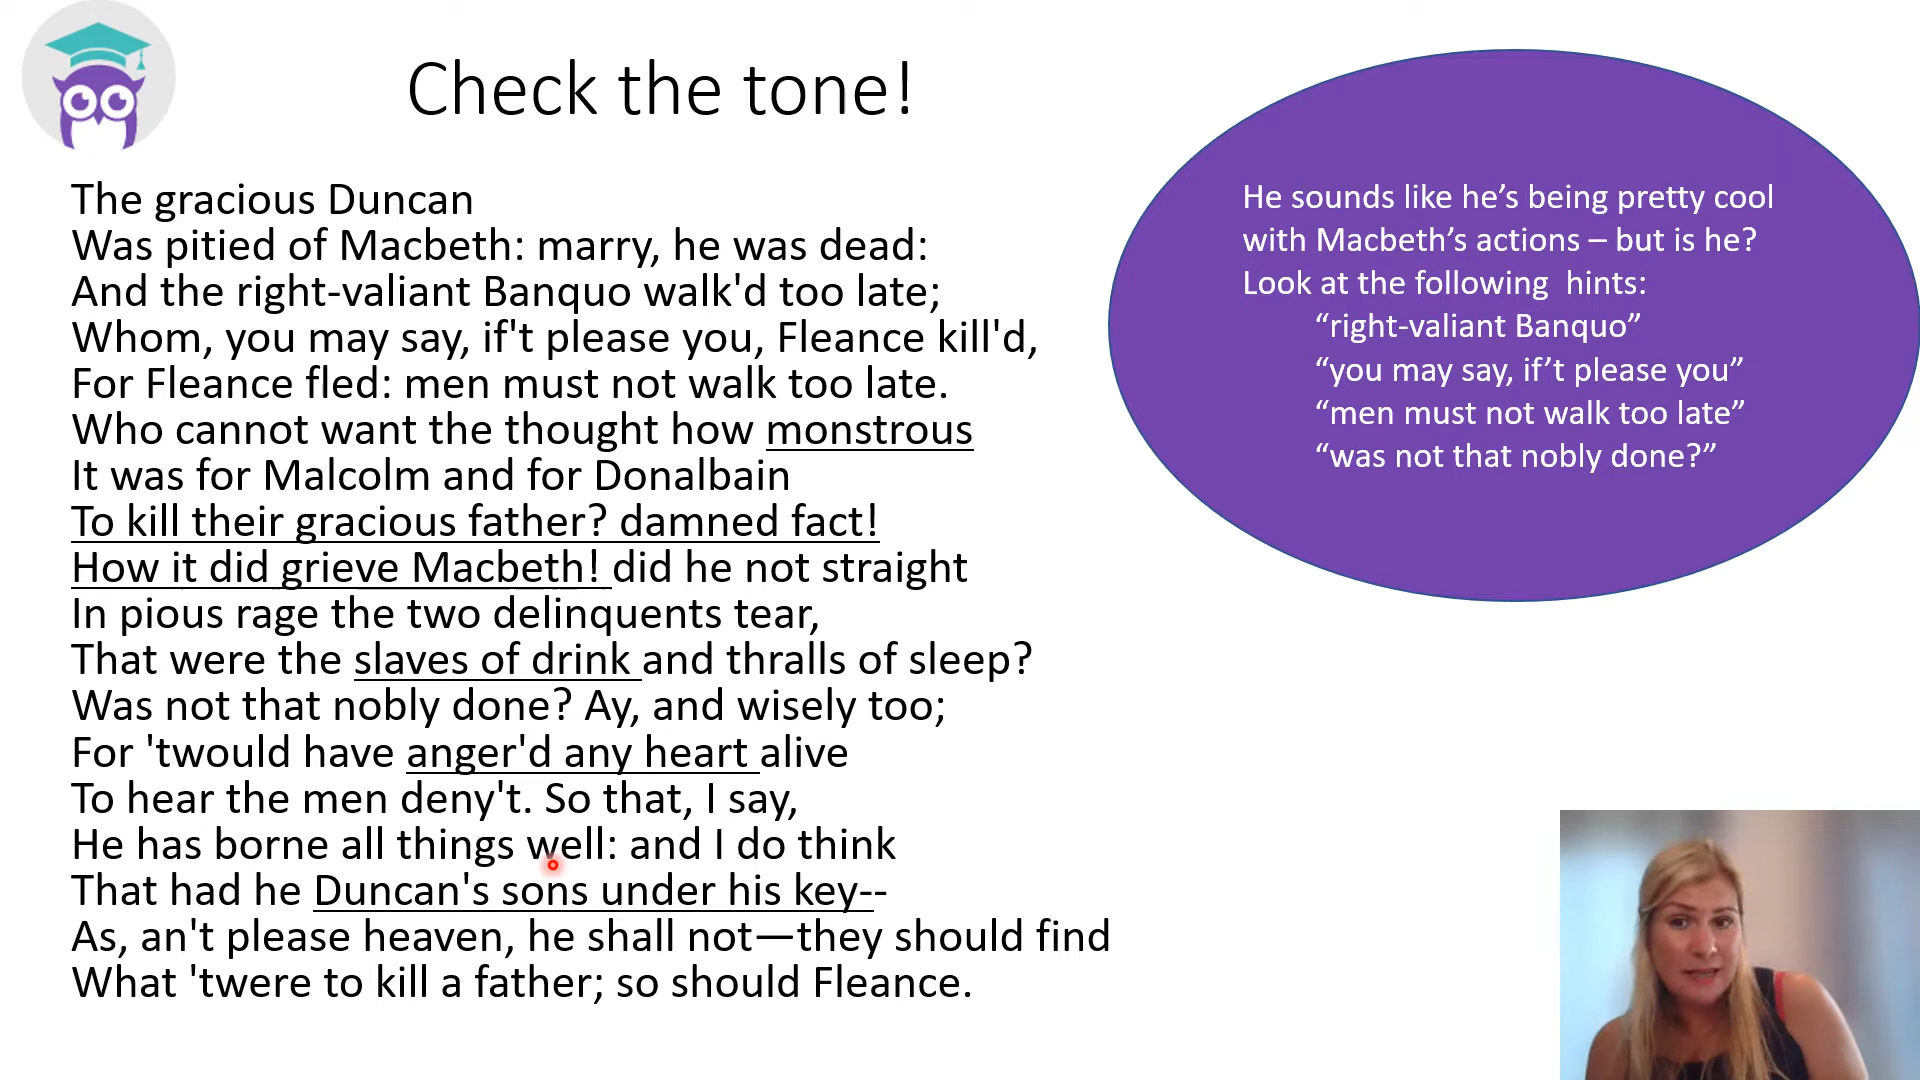 Check the tone!
The gracious Duncan
Was pitied of Macbeth: marry, he was dead:
And the right-valiant Banquo walk'd too late;
Whom, you may say, if't please you, Fleance kill'd,
For Fleance fled: men must not walk too late.
Who cannot want the thought how monstrous
It was for Malcolm and for Donalbain
To kill their gracious father? damned fact!
How it did grieve Macbeth! did he not straight
In pious rage the two delinquents tear,
That were the slaves of drink and thralls of sleep?
Was not that nobly done? Ay, and wisely too;
For 'twould have anger'd any heart alive
To hear the men deny't. So that, I say,
He has borne all things well: and I do think
That had he Duncan's sons under his key--
As, an't please heaven, he shall not—they should find
What 'twere to kill a father; so should Fleance.
He sounds like he’s being pretty cool
with Macbeth’s actions – but is he?
Look at the following  hints:
“right-valiant Banquo”
“you may say, if’t please you”
“men must not walk too late”
“was not that nobly done?”